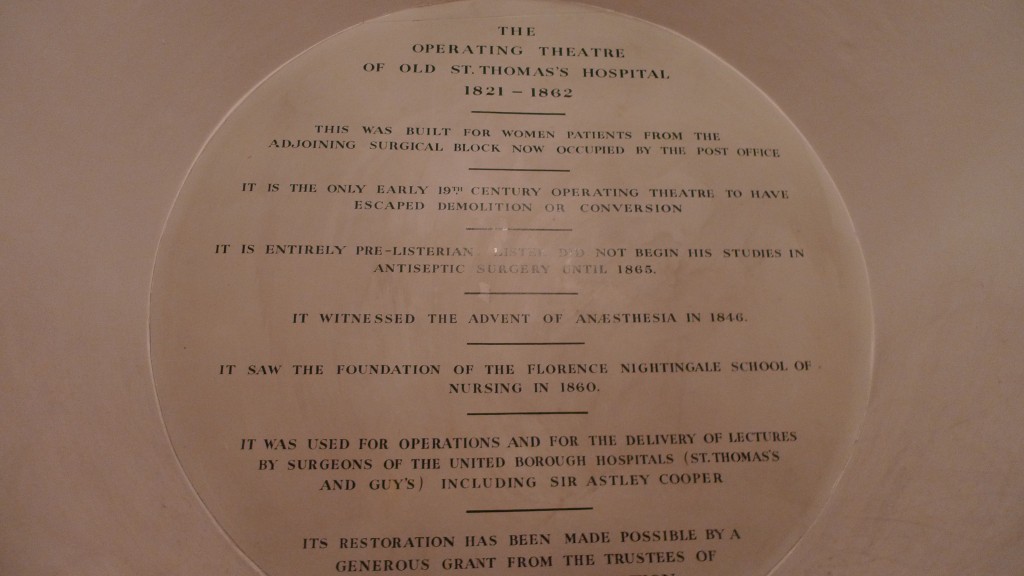 THE
OPERATING THEATRE
OF OLD ST. THOMAS'S HOSPITAL
1821 – 1862
THIS WAS BUILT FOR WOMEN PATIENTS FROM THE
ADJOINING SURGICAL BLOCK NOW OCCUPIED BY THE POST OFFICE
IT IS THE ONLY EARLY 19TH CENTURY OPERATING THEATRE TO HAVE
ESCAPED DEMOLITION OR CONVERSION
IT IS ENTIRELY PRE-LISTERIAN. LISTER DID NOT BEGIN HIS STUDIES IN
ANTISEPTIC SURGERY UNTIL 1865.
IT WITNESSED THE ADVENT OF ANÆSTHESIA IN 1846.
IT SAW THE FOUNDATION OF THE FLORENCE NIGHTINGALE SCHOOL OF
NURSING IN 1860.
IT WAS USED FOR OPERATIONS AND FOR THE DELIVERY OF LECTURES
BY SURGEONS OF THE UNITED BOROUGH HOSPITALS (ST. THOMAS'S
AND GUY'S) INCLUDING SIR ASTLEY COOPER
ITS RESTORATION HAS BEEN MADE POSSIBLE BY A
GENEROUS GRANT FROM THE TRUSTEES OF